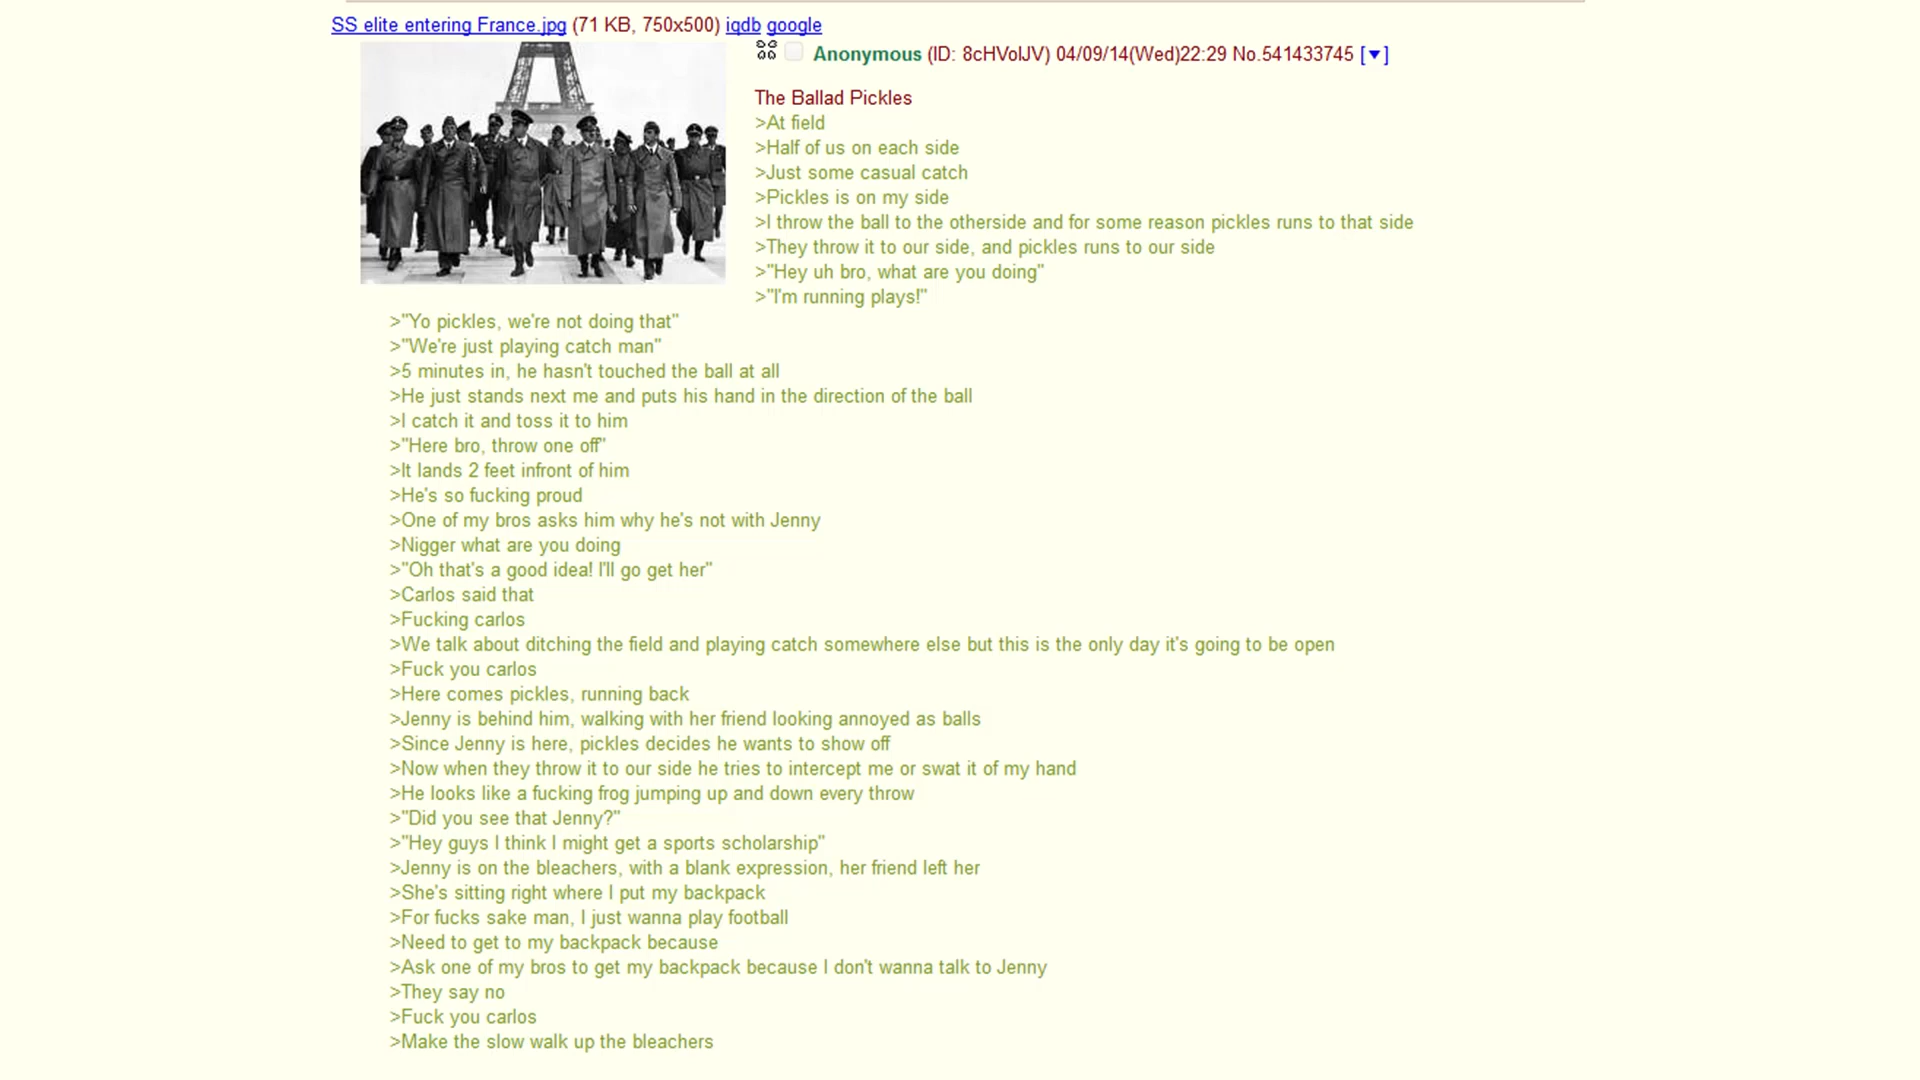 SS elite entering France.jpg (71 KB, 750x500) iqdb google
Anonymous (ID: 8cHVolJV) 04/09/14(Wed)22:29 No.541433745 [▼]
The Ballad Pickles
>At field
>Half of us on each side
>Just some casual catch
>Pickles is on my side
>I throw the ball to the otherside and for some reason pickles runs to that side
>They throw it to our side, and pickles runs to our side
>"Hey uh bro, what are you doing"
>"I'm running plays!"
>"Yo pickles, we're not doing that"
>"We're just playing catch man"
>5 minutes in, he hasn't touched the ball at all
>He just stands next me and puts his hand in the direction of the ball
>I catch it and toss it to him
>"Here bro, throw one off"
>It lands 2 feet infront of him
>He's so fucking proud
>One of my bros asks him why he's not with Jenny
>Nigger what are you doing
>"Oh that's a good idea! I'll go get her"
>Carlos said that
>Fucking carlos
>We talk about ditching the field and playing catch somewhere else but this is the only day it's going to be open
>Fuck you carlos
>Here comes pickles, running back
>Jenny is behind him, walking with her friend looking annoyed as balls
>Since Jenny is here, pickles decides he wants to show off
>Now when they throw it to our side he tries to intercept me or swat it of my hand
>He looks like a fucking frog jumping up and down every throw
>"Did you see that Jenny?"
>"Hey guys I think I might get a sports scholarship"
>Jenny is on the bleachers, with a blank expression, her friend left her
>She's sitting right where I put my backpack
>For fucks sake man, I just wanna play football
>Need to get to my backpack because
>Ask one of my bros to get my backpack because I don't wanna talk to Jenny
>They say no
>Fuck you carlos
>Make the slow walk up the bleachers